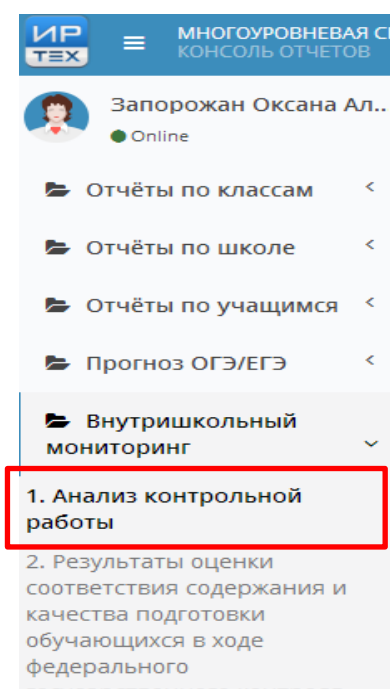 ИР
ТЕХ
МНОГОУРОВНЕВАЯ
КОНСОЛЬ ОТЧЕТОВ
Запорожан Оксана Ал..
Online
Отчёты по классам
Отчёты по школе
Отчёты по учащимся
Прогноз ОГЭ/ЕГЭ
Внутришкольный
мониторинг
1. Анализ контрольной
работы
2. Результаты оценки
соответствия содержания и
качества подготовки
обучающихся в ходе
федерального